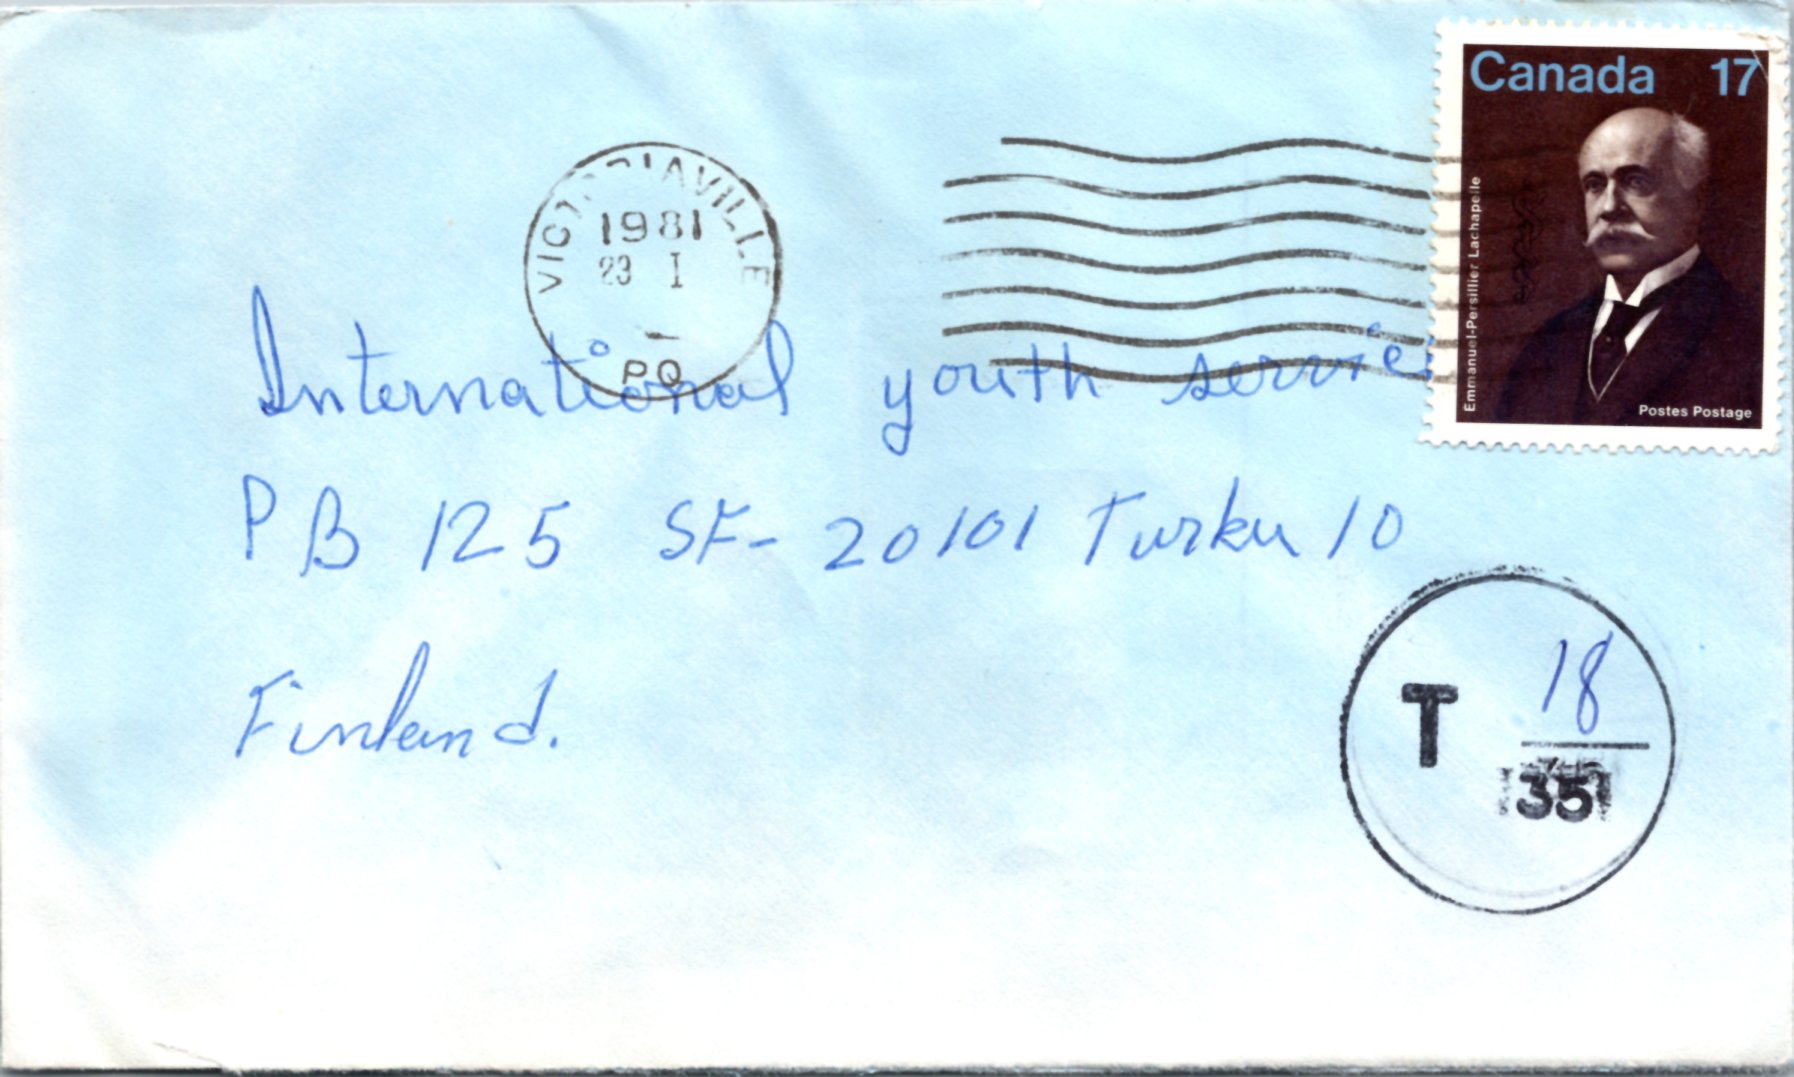 Canada 17
Emmanuel-Persillier Lachapelle
Postes Postage
VICTORIAVILLE
1981
23 I
PQ
International youth service
PB 125 SF-20101 Turku 10
Finland.
T 18
35